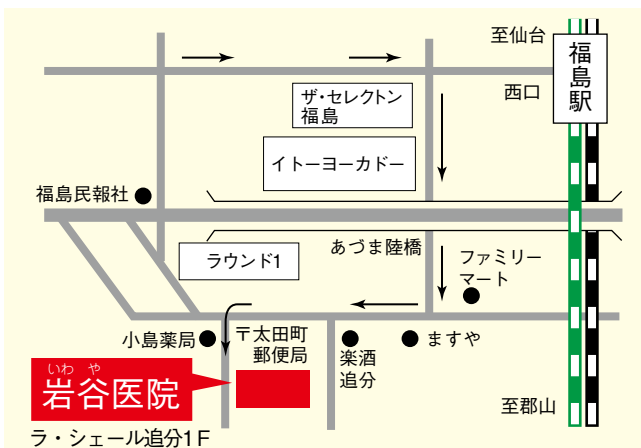 至仙台
福島駅
西口
ザ・セレクトン
福島
イトーヨーカドー
福島民報社
あづま陸橋
ラウンド1
ファミリー
マート
小島薬局
〒太田町
郵便局
楽酒
追分
ますや
いわ や
岩谷医院
ラ・シェール追分1F
至郡山